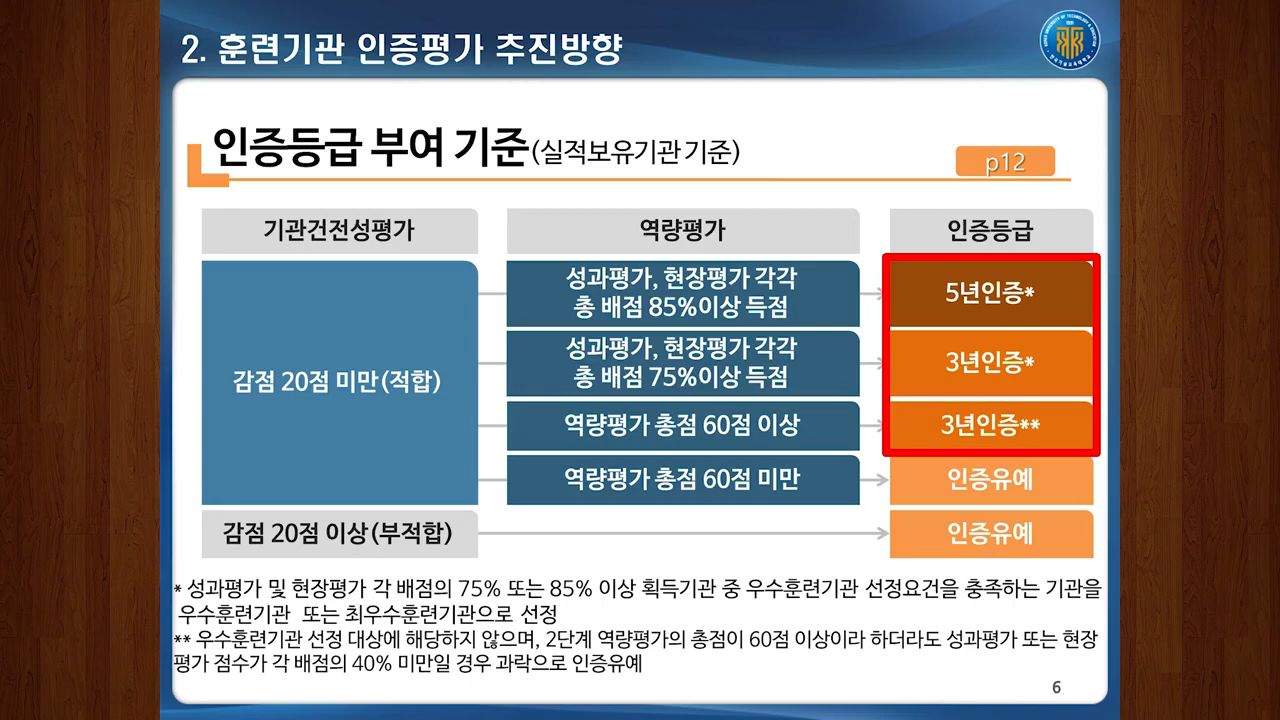 2. 훈련기관 인증평가 추진방향
인증등급 부여 기준(실적보유기관 기준)
p12
기관건전성평가
역량평가
인증등급
감점 20점 미만(적합)
성과평가, 현장평가 각각
총 배점 85%이상 득점
5년인증*
성과평가, 현장평가 각각
총 배점 75%이상 득점
3년인증*
역량평가 총점 60점 이상
3년인증**
역량평가 총점 60점 미만
인증유예
감점 20점 이상(부적합)
인증유예
* 성과평가 및 현장평가 각 배점의 75% 또는 85% 이상 획득기관 중 우수훈련기관 선정요건을 충족하는 기관을
우수훈련기관 또는 최우수훈련기관으로 선정
** 우수훈련기관 선정 대상에 해당하지 않으며, 2단계 역량평가의 총점이 60점 이상이라 하더라도 성과평가 또는 현장
평가 점수가 각 배점의 40% 미만일 경우 과락으로 인증유예
6